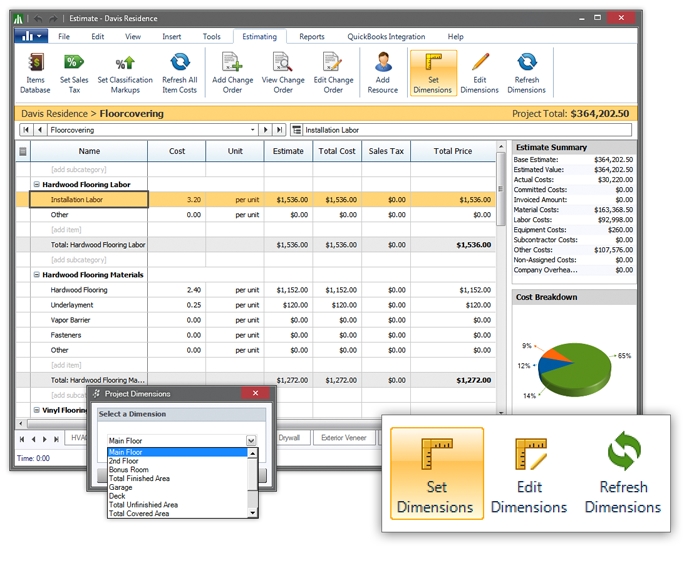 Estimate - Davis Residence
File Edit View Insert Tools Estimating Reports QuickBooks Integration Help
Items Database
Set Sales Tax
Set Classification Markups
Refresh All Item Costs
Add Change Order
View Change Order
Edit Change Order
Add Resource
Set Dimensions
Edit Dimensions
Refresh Dimensions
Davis Residence > Floorcovering Project Total: $364,202.50
Floorcovering Installation Labor
Name Cost Unit Estimate Total Cost Sales Tax Total Price
[add subcategory]
Hardwood Flooring Labor
Installation Labor 3.20 per unit $1,536.00 $1,536.00 $0.00 $1,536.00
Other 0.00 per unit $0.00 $0.00 $0.00 $0.00
[add item]
Total: Hardwood Flooring Labor $1,536.00 $1,536.00 $0.00 $1,536.00
[add subcategory]
Hardwood Flooring Materials
Hardwood Flooring 2.40 per unit $1,152.00 $1,152.00 $0.00 $1,152.00
Underlayment 0.25 per unit $120.00 $120.00 $0.00 $120.00
Vapor Barrier 0.00 per unit $0.00 $0.00 $0.00 $0.00
Fasteners 0.00 per unit $0.00 $0.00 $0.00 $0.00
Other 0.00 per unit $0.00 $0.00 $0.00 $0.00
[add item]
Total: Hardwood Flooring Ma... $1,272.00 $1,272.00 $0.00 $1,272.00
[add
Vinyl Floorin
Estimate Summary
Base Estimate: $364,202.50
Estimated Value: $364,202.50
Actual Costs: $30,220.00
Committed Costs: $0.00
Invoiced Amount: $0.00
Material Costs: $163,368.50
Labor Costs: $92,998.00
Equipment Costs: $260.00
Subcontractor Costs: $0.00
Other Costs: $107,576.00
Non-Assigned Costs: $0.00
Company Overhea... $0.00
Cost Breakdown
9%
65%
12%
14%
HVAC Drywall Exterior Veneer
Time: 0:00
Project Dimensions
Select a Dimension
Main Floor
Main Floor
2nd Floor
Bonus Room
Total Finished Area
Garage
Deck
Total Unfinishied Area
Total Covered Area
Set Dimensions
Edit Dimensions
Refresh Dimensions